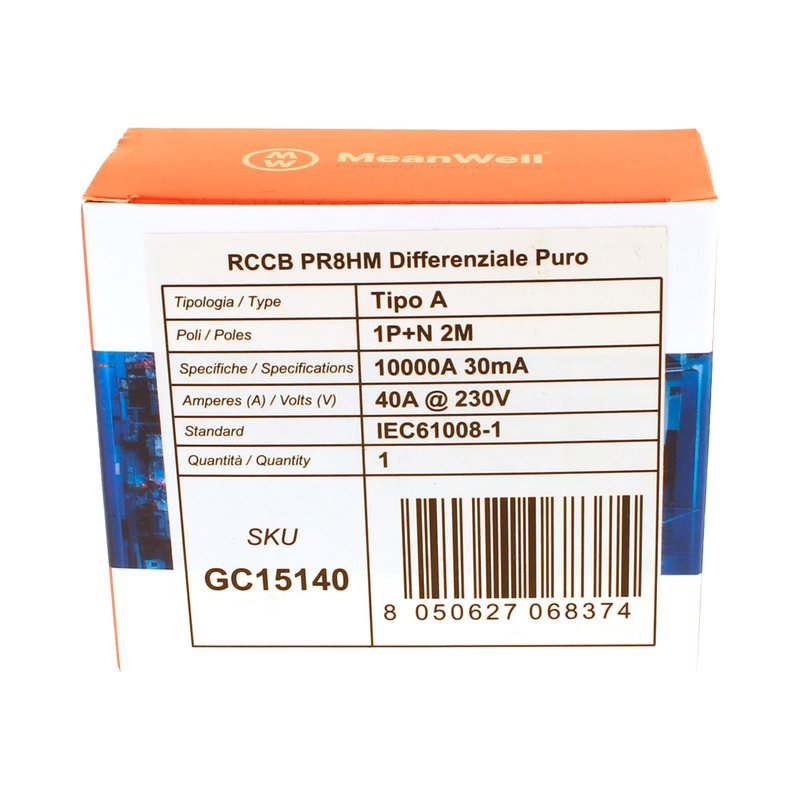 MW MeanWell®
RCCB PR8HM Differenziale Puro
Tipologia / Type Tipo A
Poli / Poles 1P+N 2M
Specifiche / Specifications 10000A 30mA
Amperes (A) / Volts (V) 40A @ 230V
Standard IEC61008-1
Quantità / Quantity 1
SKU
GC15140
8 050627 068374